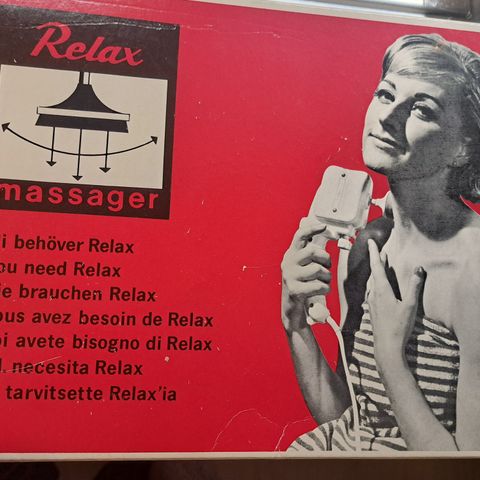 Relax
massager
i behöver Relax
ou need Relax
ie brauchen Relax
ous avez besoin de Relax
oi avete bisogno di Relax
l. necesita Relax
tarvitsette Relax'ia